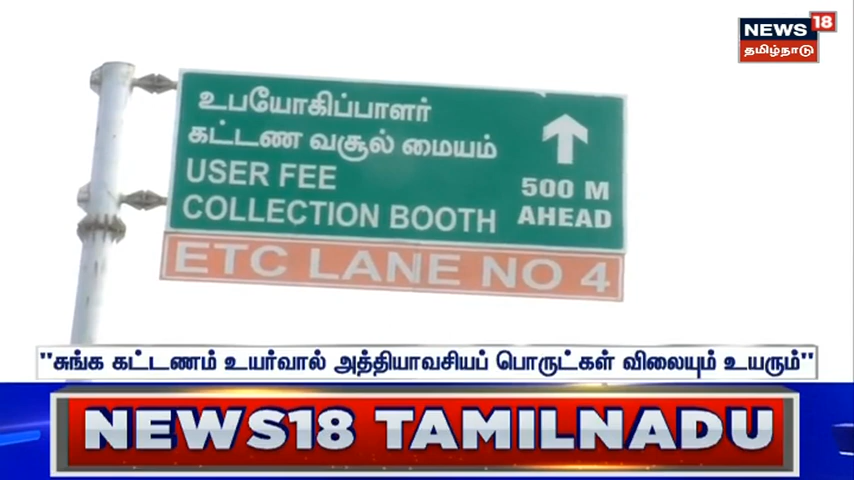 NEWS 18
தமிழ்நாடு
உபயோகிப்பாளர்
கட்டண வசூல் மையம்
USER FEE
COLLECTION BOOTH
500 M
AHEAD
ETC LANE NO 4
"சுங்க கட்டணம் உயர்வால் அத்தியாவசியப் பொருட்கள் விலையும் உயரும்"
NEWS18 TAMILNADU